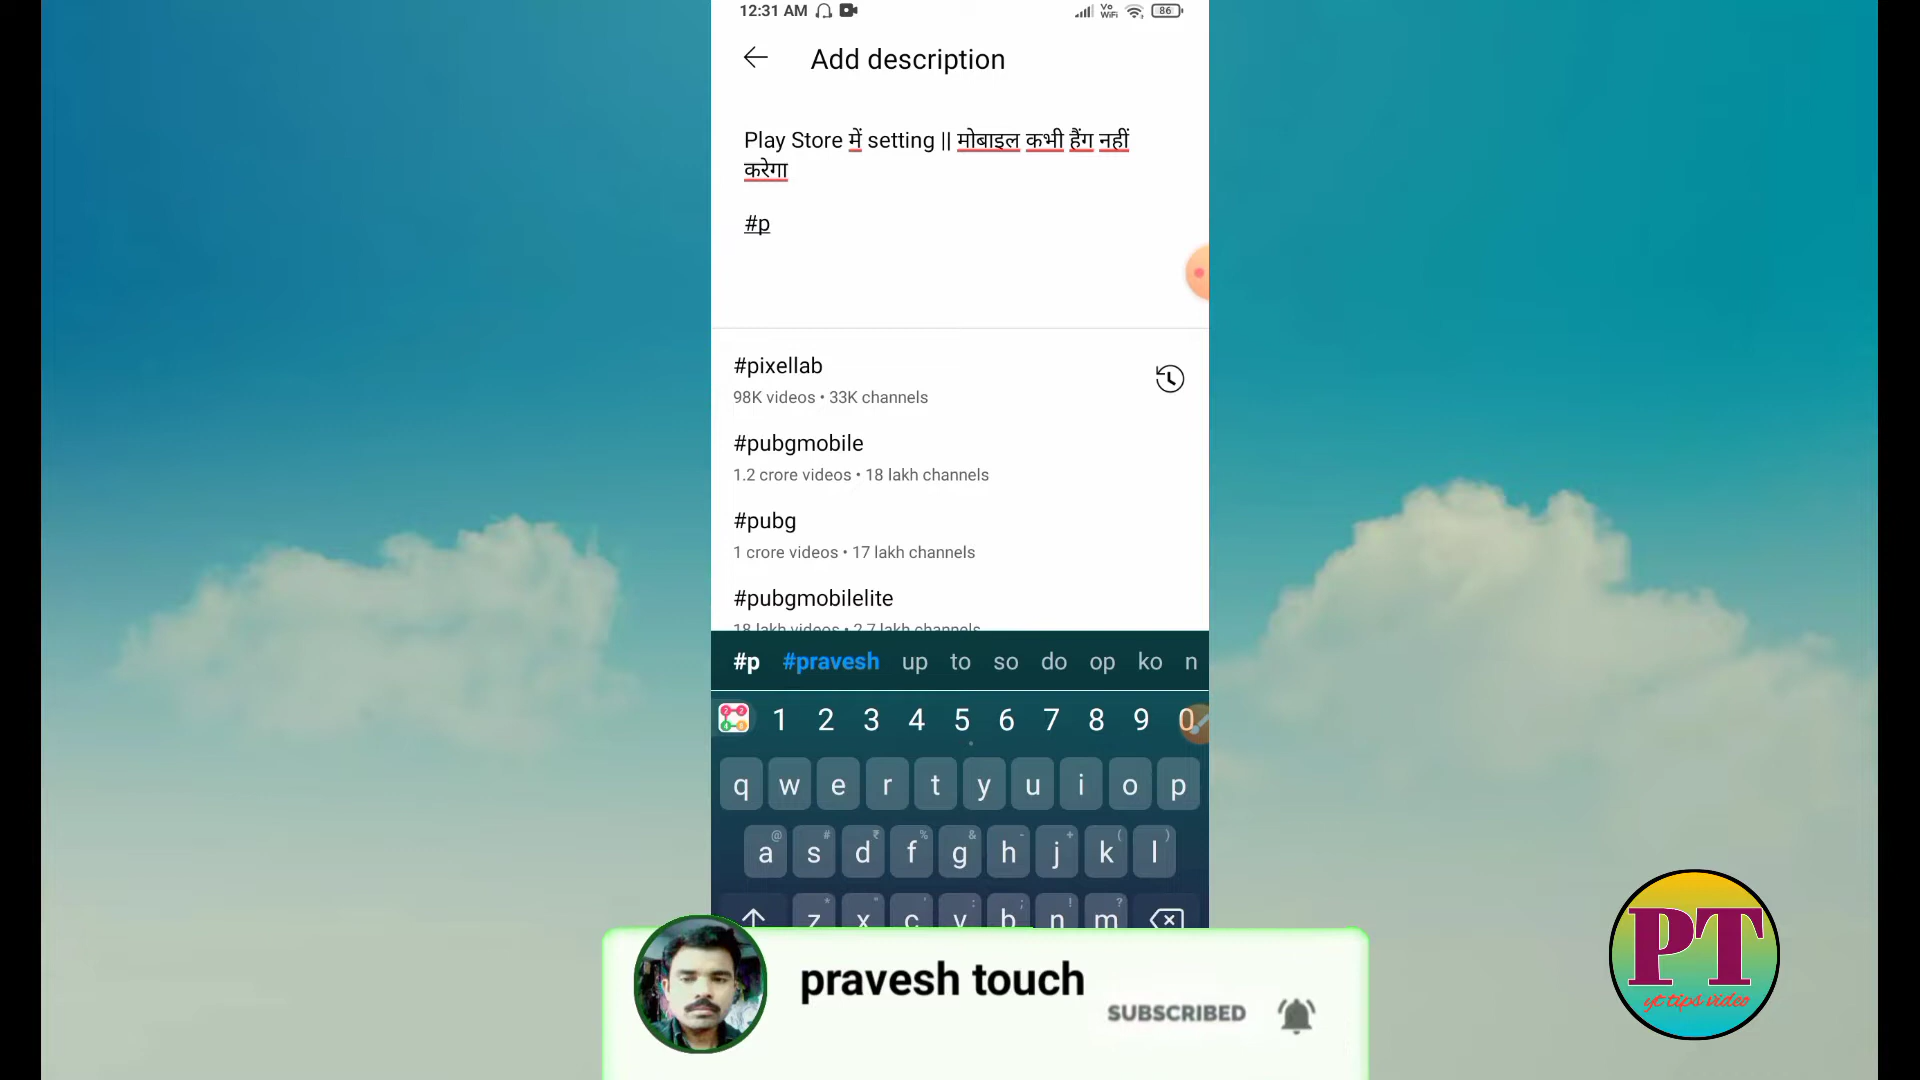 12:31 AM Vo WiFi 86
Add description
Play Store में setting || मोबाइल कभी हैंग नहीं
करेगा
#p
#pixellab
98K videos • 33K channels
#pubgmobile
1.2 crore videos • 18 lakh channels
#pubg
1 crore videos • 17 lakh channels
#pubgmobilelite
18 lakh videos • 2.7 lakh channels
#p #pravesh up to so do op ko n
1 2 3 4 5 6 7 8 9 0
q w e r t y u i o p
@ # ₹ % & - + ( )
a s d f g h j k l
* " ' : ; ! ?
z x c v b n m
pravesh touch
SUBSCRIBED
PT
yt tips video